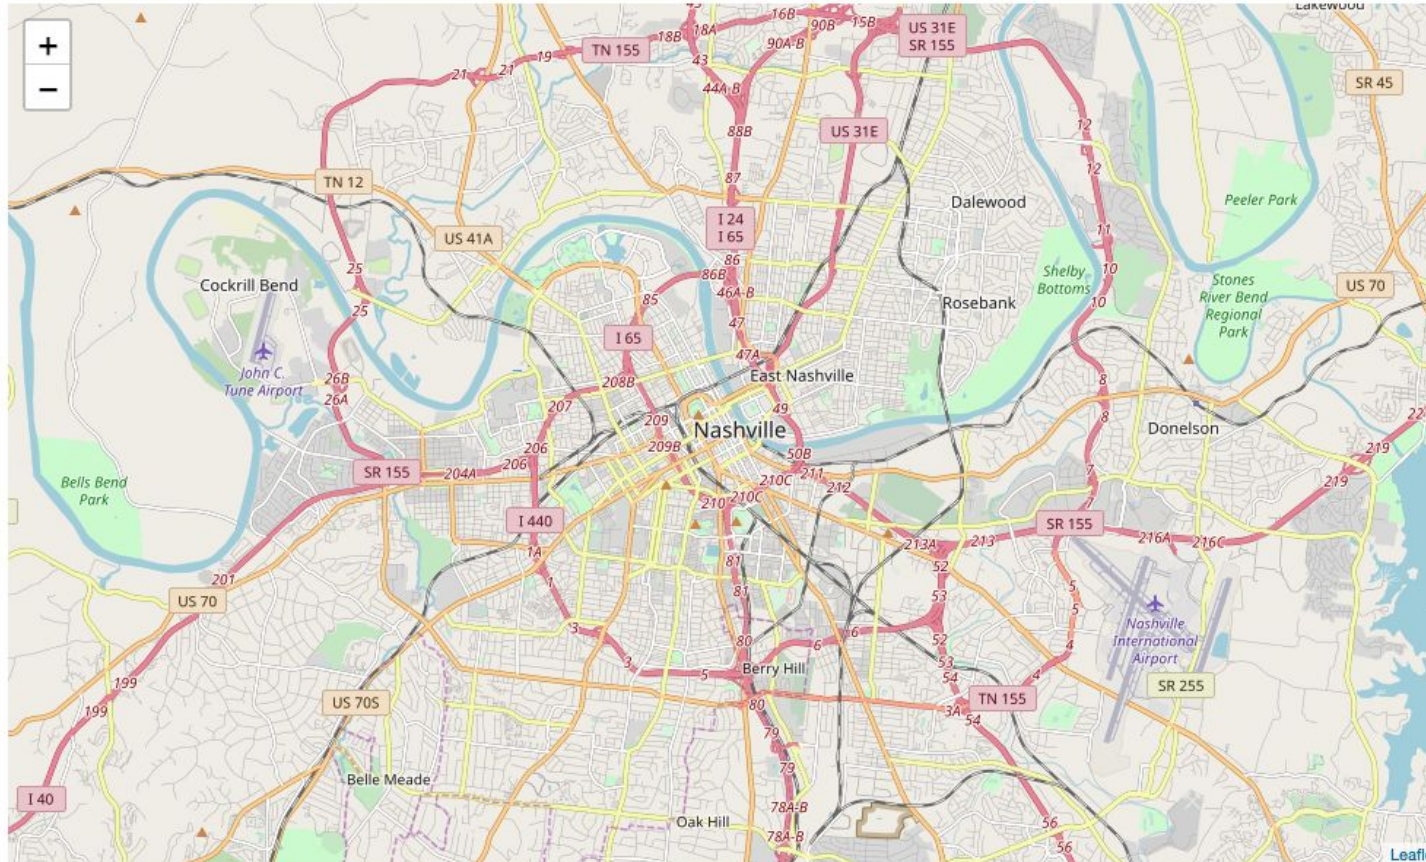 +
−
Lakewood
16B
15B
18A
18B
90B
US 31E
SR 155
TN 155
90A-B
19
43
21
21
44A-B
SR 45
88B
US 31E
12
12
87
TN 12
Dalewood
Peeler Park
I 24
I 65
11
US 41A
86
10
25
86B
Shelby
Bottoms
Stones
River Bend
Regional
Park
US 70
Cockrill Bend
46A-B
85
Rosebank
10
25
47
I 65
47A
John C.
Tune Airport
26B
26A
208B
East Nashville
8
8
207
49
209
Nashville
Donelson
22
206
209B
50B
219
SR 155
204A
206
211
7
219
Bells Bend
Park
210C
212
210
210C
I 440
SR 155
1A
213A
213
216A
216C
81
52
201
1
81
53
5
5
US 70
3
80
6
6
52
4
Nashville
International
Airport
3
5
Berry Hill
53
54
4
SR 255
199
US 70S
80
TN 155
3A
54
199
79
79
Belle Meade
I 40
78A-B
Oak Hill
56
78A-B
56
Leafl